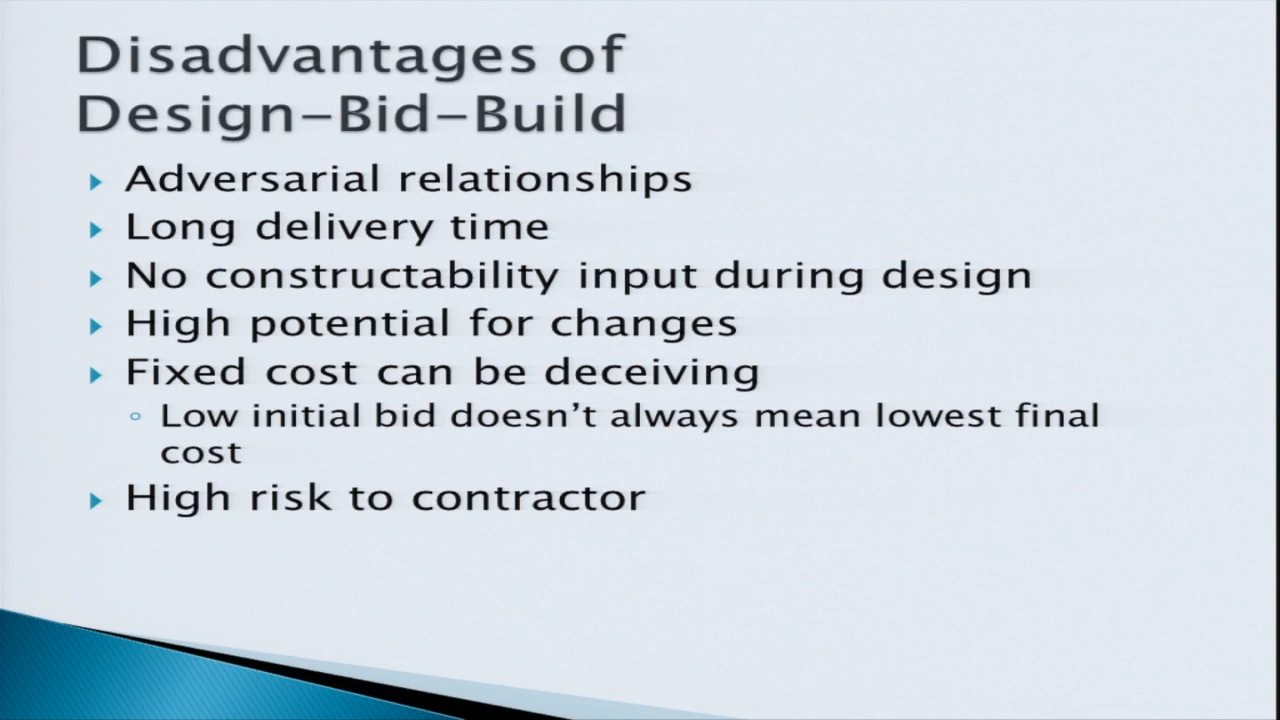 Disadvantages of
Design-Bid-Build
Adversarial relationships
Long delivery time
No constructability input during design
High potential for changes
Fixed cost can be deceiving
Low initial bid doesn’t always mean lowest final
cost
High risk to contractor